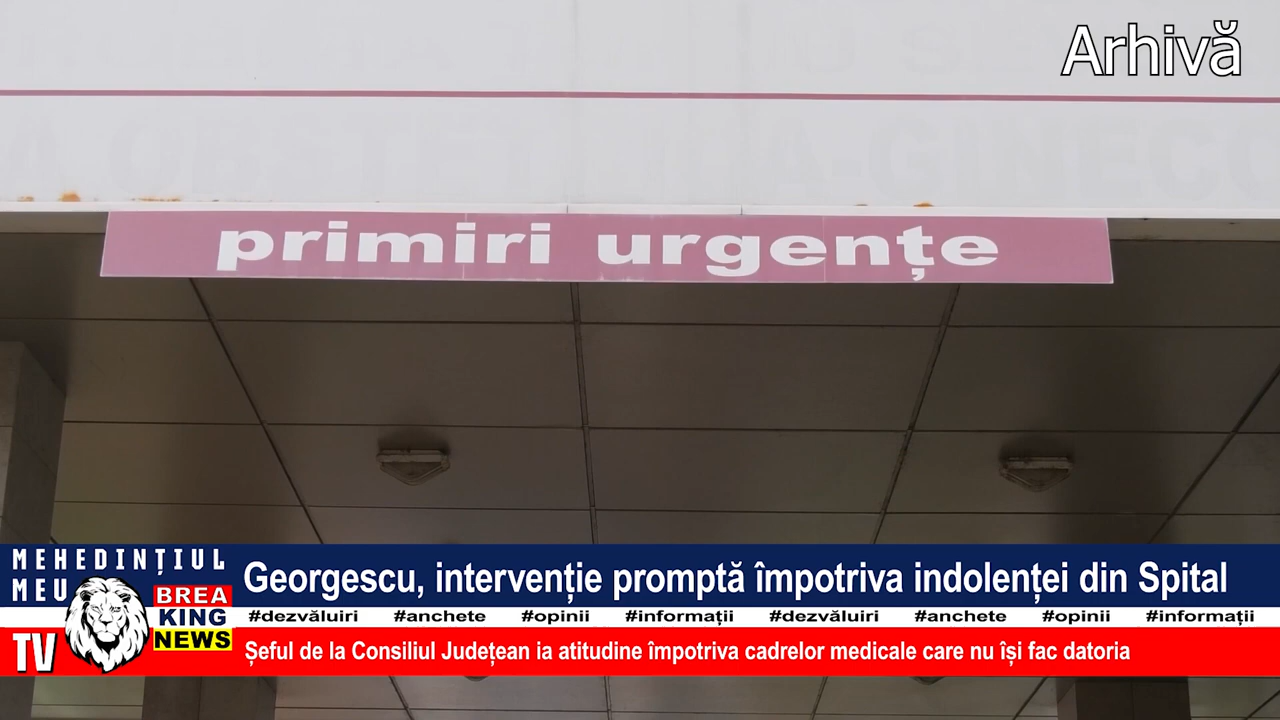 Arhivă
OBSTETRICA-GINECO
primiri urgențe
MEHEDINȚIUL
MEU
TV
BREA
KING
NEWS
Georgescu, intervenție promptă împotriva indolenței din Spital
#dezvăluiri #anchete #opinii #informații #dezvăluiri #anchete #opinii #informații
Șeful de la Consiliul Județean ia atitudine împotriva cadrelor medicale care nu își fac datoria